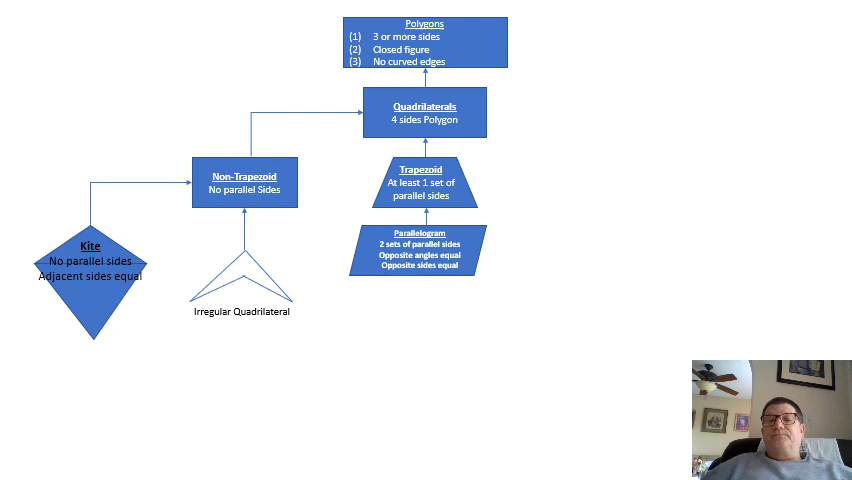 Polygons
(1) 3 or more sides
(2) Closed figure
(3) No curved edges
Quadrilaterals
4 sides Polygon
Non-Trapezoid
No parallel Sides
Trapezoid
At least 1 set of
parallel sides
Kite
No parallel sides
Adjacent sides equal
Parallelogram
2 sets of parallel sides
Opposite angles equal
Opposite sides equal
Irregular Quadrilateral